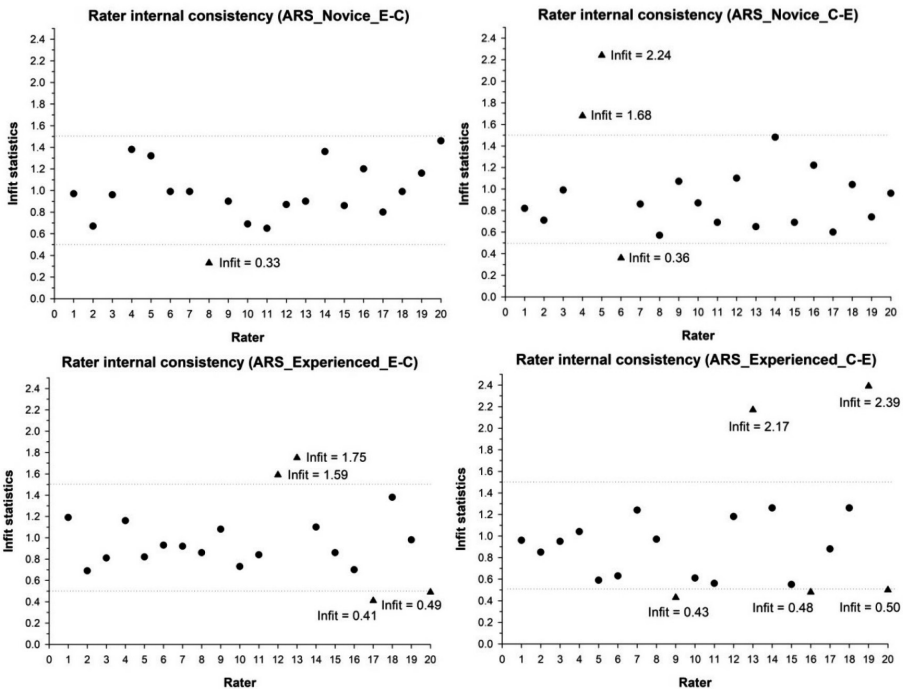 Rater internal consistency (ARS_Novice_E-C)
Infit statistics
2.4
2.2
2.0
1.8
1.6
1.4
1.2
1.0
0.8
0.6
0.4
0.2
0.0
Infit = 0.33
0 1 2 3 4 5 6 7 8 9 10 11 12 13 14 15 16 17 18 19 20
Rater
Rater internal consistency (ARS_Novice_C-E)
Infit statistics
2.4
2.2
2.0
1.8
1.6
1.4
1.2
1.0
0.8
0.6
0.4
0.2
0.0
Infit = 2.24
Infit = 1.68
Infit = 0.36
0 1 2 3 4 5 6 7 8 9 10 11 12 13 14 15 16 17 18 19 20
Rater
Rater internal consistency (ARS_Experienced_E-C)
Infit statistics
2.4
2.2
2.0
1.8
1.6
1.4
1.2
1.0
0.8
0.6
0.4
0.2
0.0
Infit = 1.75
Infit = 1.59
Infit = 0.49
Infit = 0.41
0 1 2 3 4 5 6 7 8 9 10 11 12 13 14 15 16 17 18 19 20
Rater
Rater internal consistency (ARS_Experienced_C-E)
Infit statistics
2.4
2.2
2.0
1.8
1.6
1.4
1.2
1.0
0.8
0.6
0.4
0.2
0.0
Infit = 2.39
Infit = 2.17
Infit = 0.43
Infit = 0.48
Infit = 0.50
0 1 2 3 4 5 6 7 8 9 10 11 12 13 14 15 16 17 18 19 20
Rater